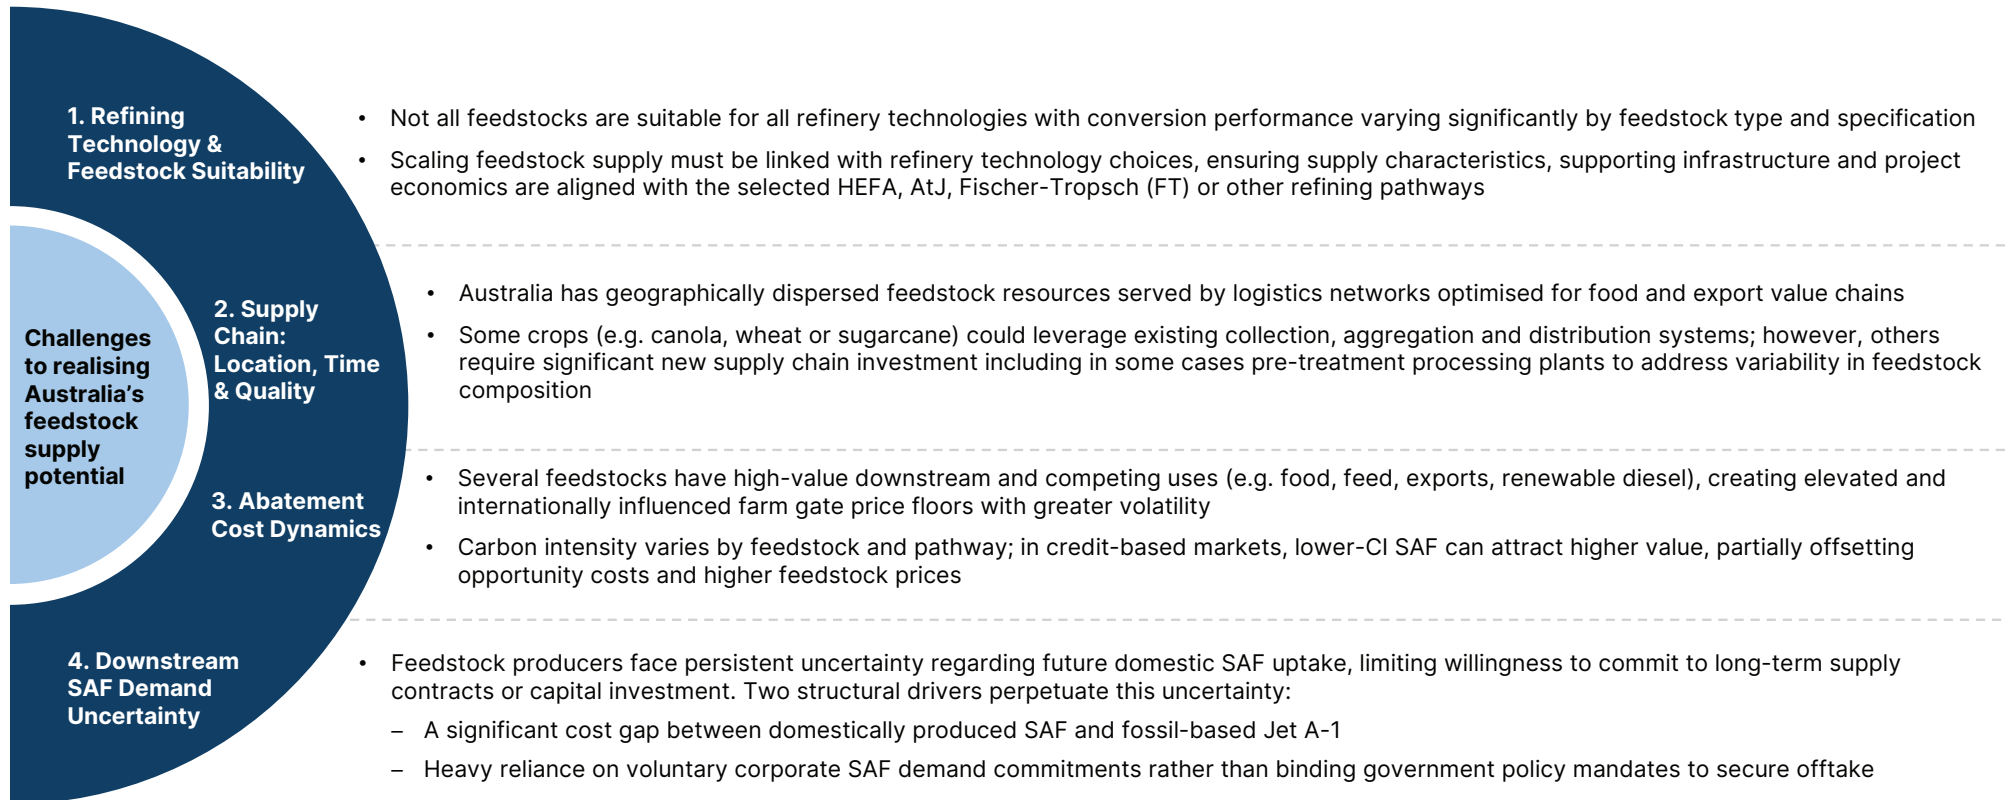 Challenges
to realising
Australia’s
feedstock
supply
potential
1. Refining
Technology &
Feedstock Suitability
• Not all feedstocks are suitable for all refinery technologies with conversion performance varying significantly by feedstock type and specification
• Scaling feedstock supply must be linked with refinery technology choices, ensuring supply characteristics, supporting infrastructure and project
economics are aligned with the selected HEFA, AtJ, Fischer-Tropsch (FT) or other refining pathways
2. Supply
Chain:
Location, Time
& Quality
• Australia has geographically dispersed feedstock resources served by logistics networks optimised for food and export value chains
• Some crops (e.g. canola, wheat or sugarcane) could leverage existing collection, aggregation and distribution systems; however, others
require significant new supply chain investment including in some cases pre-treatment processing plants to address variability in feedstock
composition
3. Abatement
Cost Dynamics
• Several feedstocks have high-value downstream and competing uses (e.g. food, feed, exports, renewable diesel), creating elevated and
internationally influenced farm gate price floors with greater volatility
• Carbon intensity varies by feedstock and pathway; in credit-based markets, lower-CI SAF can attract higher value, partially offsetting
opportunity costs and higher feedstock prices
4. Downstream
SAF Demand
Uncertainty
• Feedstock producers face persistent uncertainty regarding future domestic SAF uptake, limiting willingness to commit to long-term supply
contracts or capital investment. Two structural drivers perpetuate this uncertainty:
– A significant cost gap between domestically produced SAF and fossil-based Jet A-1
– Heavy reliance on voluntary corporate SAF demand commitments rather than binding government policy mandates to secure offtake